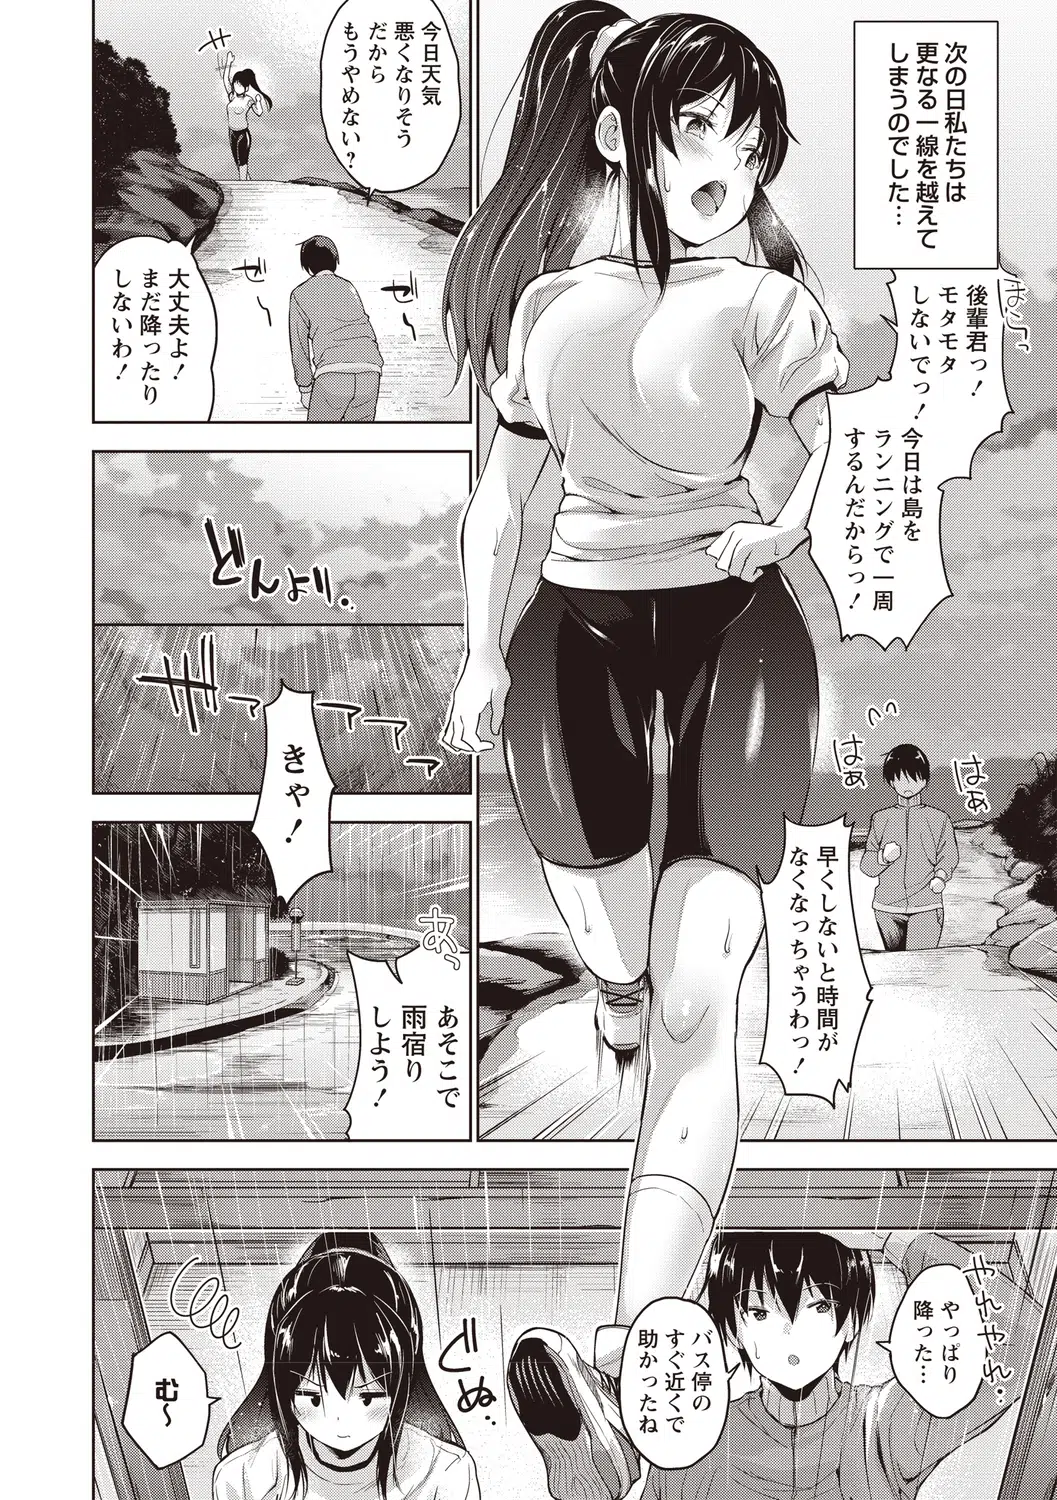 次の日私たちは
更なる一線を越えて
しまうのでした…
後輩君っ！
モタモタ
しないでっ！
まごっ
今日は島を
ランニングで一周
するんだからっ！
はぁ
はぁ
早くしないと時間が
なくなっちゃうわっ！
今日天気
悪くなりそう
だから
もうやめない？
ぜぇ
ぜぇ
大丈夫よ！
まだ降ったり
しないわ！
どんより.
ザァァァ
きゃ！
あっ
あそこで
雨宿り
しよう！
やっぱり
降った…
やれやれ.
バス停の
すぐ近くで
助かったね
どぬ…
む〜